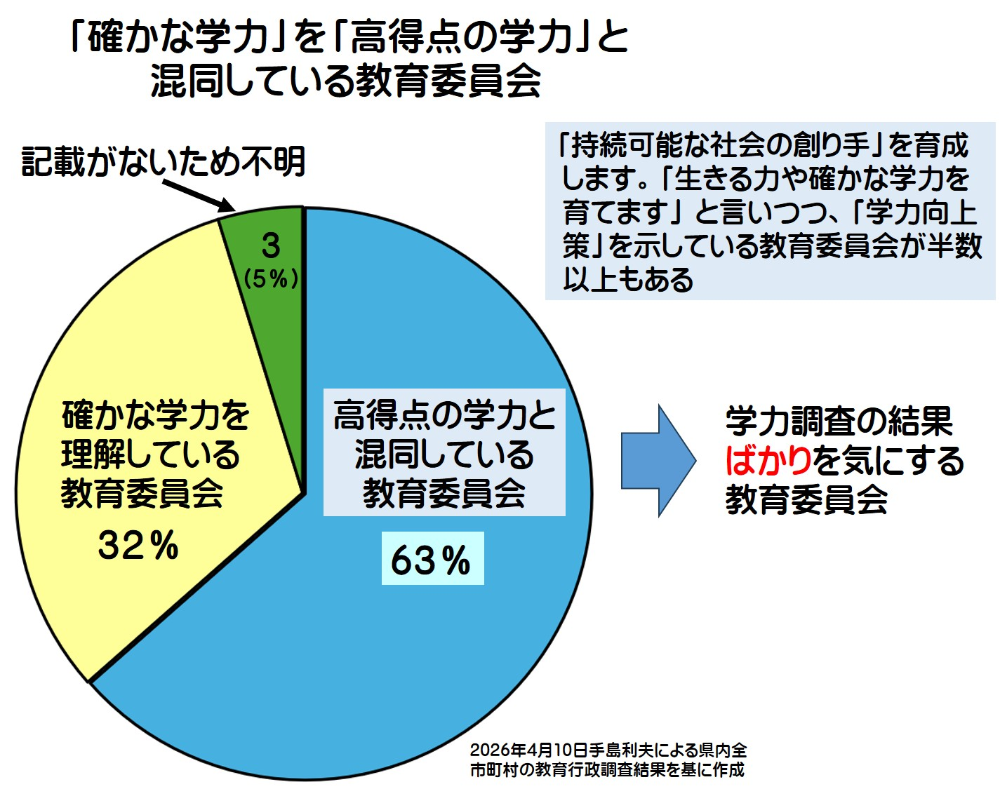 「確かな学力」を「高得点の学力」と
混同している教育委員会
「持続可能な社会の創り手」を育成
します。「生きる力や確かな学力を
育てます」 と言いつつ、「学力向上
策」を示している教育委員会が半数
以上もある
記載がないため不明
3
(5%)
確かな学力を
理解している
教育委員会
32%
高得点の学力と
混同している
教育委員会
63%
学力調査の結果
ばかりを気にする
教育委員会
2026年4月10日手島利夫による県内全
市町村の教育行政調査結果を基に作成